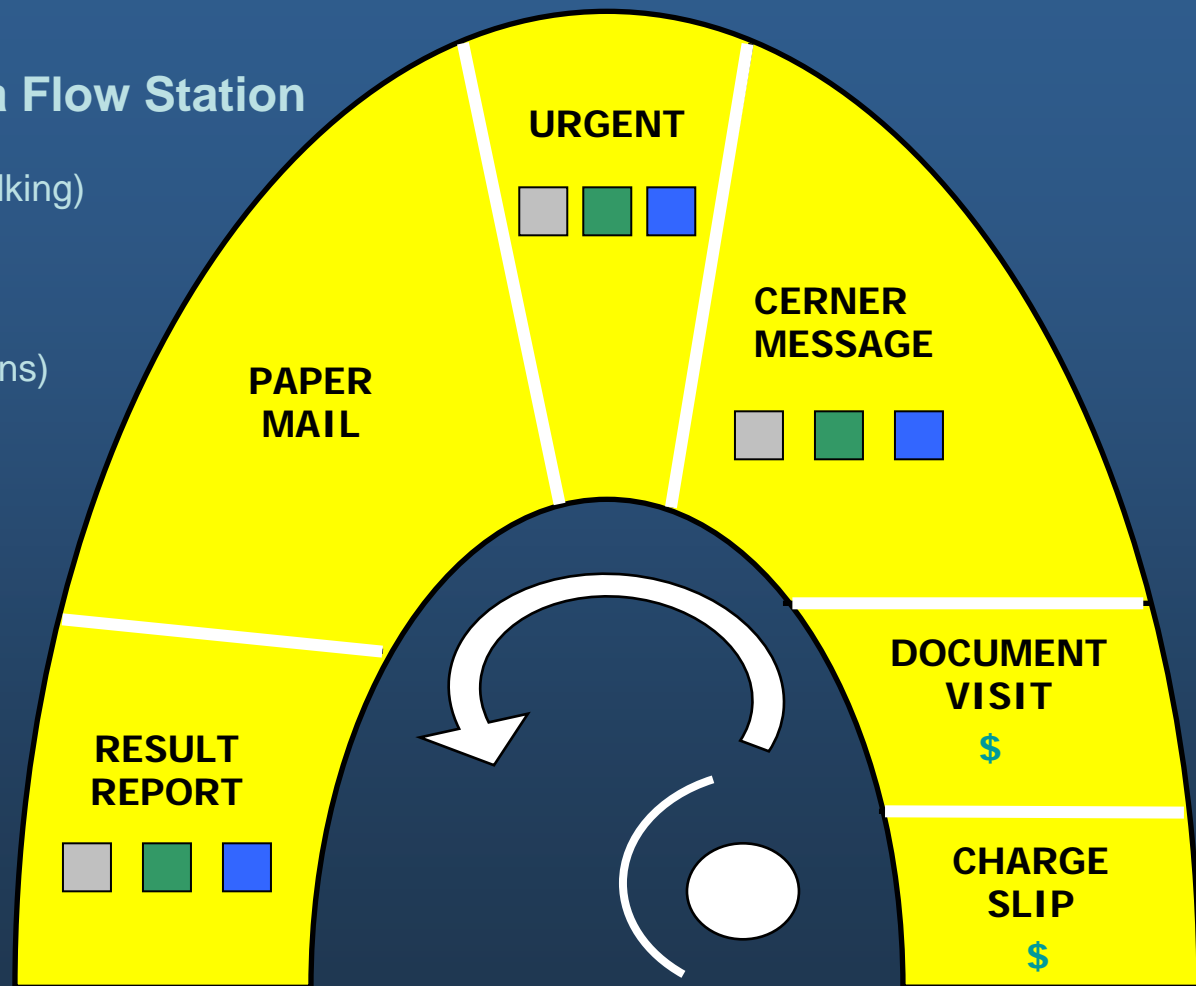 a Flow Station
lking)
ns)
URGENT
CERNER
MESSAGE
PAPER
MAIL
DOCUMENT
VISIT
$
RESULT
REPORT
CHARGE
SLIP
$